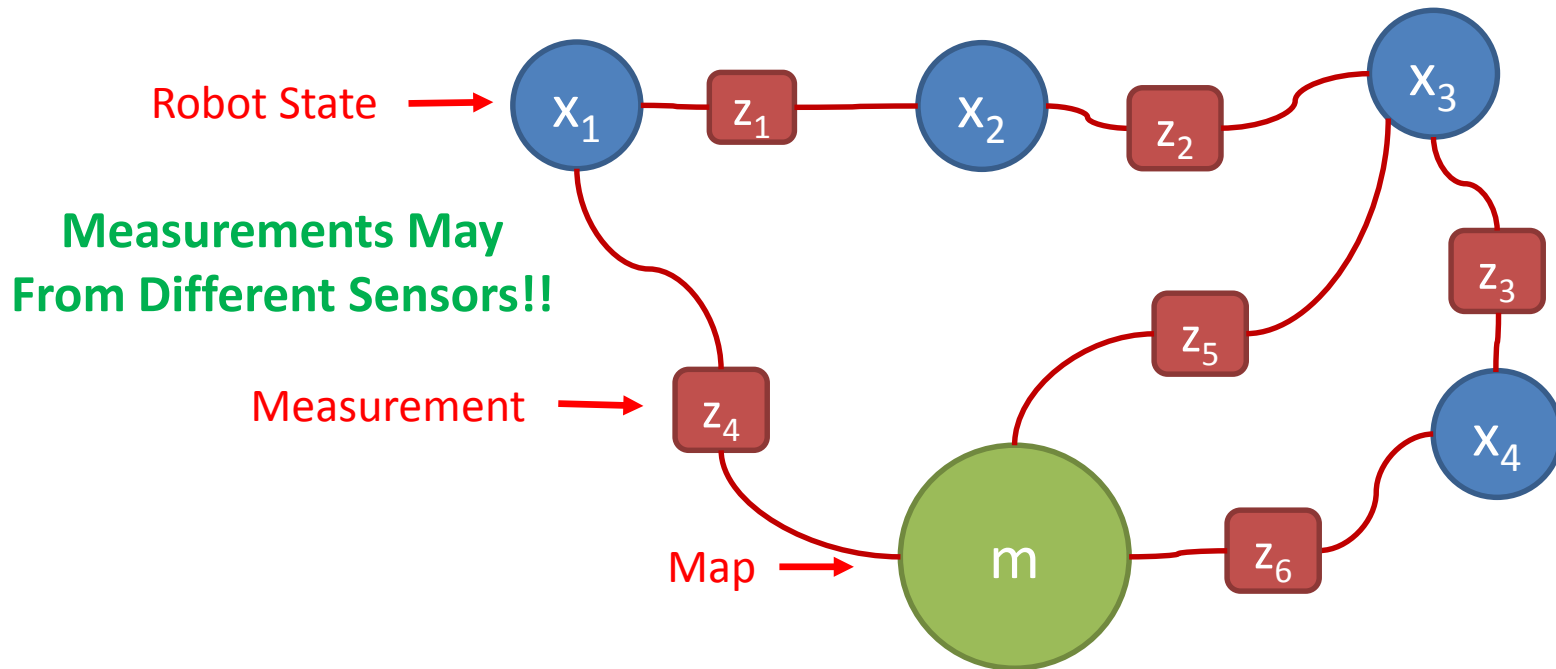 Robot State
x₁
z₁
x₂
z₂
x₃
Measurements May
From Different Sensors!!
z₃
z₅
Measurement
z₄
x₄
Map
m
z₆